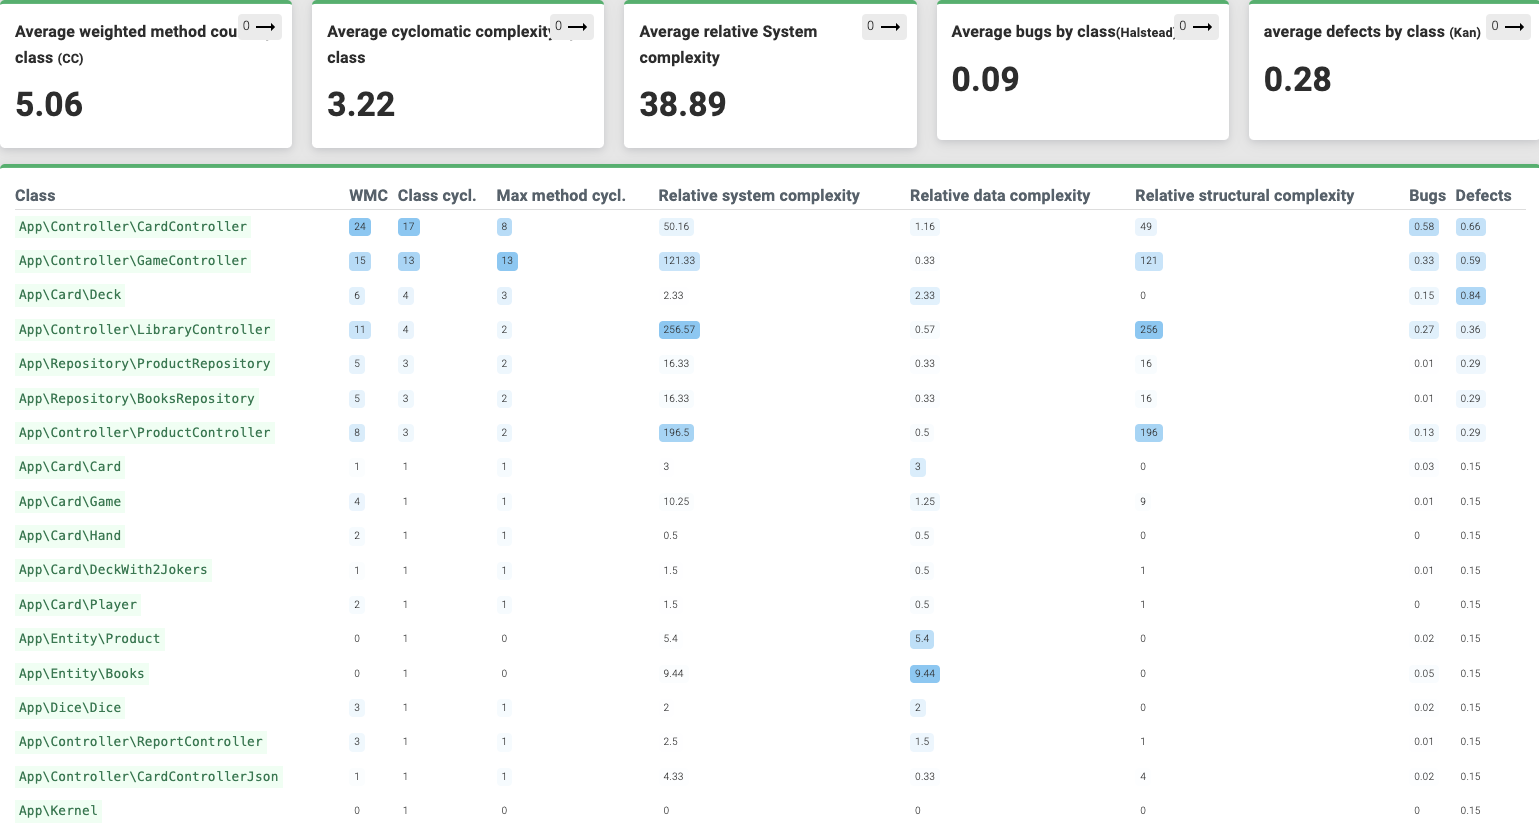 Average weighted method cou
class (CC)
5.06
0
Average cyclomatic complexity
class
3.22
0
Average relative System
complexity
38.89
0
Average bugs by class(Halstead)
0.09
0
average defects by class (Kan)
0.28
0
Class WMC Class cycl. Max method cycl. Relative system complexity Relative data complexity Relative structural complexity Bugs Defects
App\Controller\CardController 24 17 8 50.16 1.16 49 0.58 0.66
App\Controller\GameController 15 13 13 121.33 0.33 121 0.33 0.59
App\Card\Deck 6 4 3 2.33 2.33 0 0.15 0.84
App\Controller\LibraryController 11 4 2 256.57 0.57 256 0.27 0.36
App\Repository\ProductRepository 5 3 2 16.33 0.33 16 0.01 0.29
App\Repository\BooksRepository 5 3 2 16.33 0.33 16 0.01 0.29
App\Controller\ProductController 8 3 2 196.5 0.5 196 0.13 0.29
App\Card\Card 1 1 1 3 3 0 0.03 0.15
App\Card\Game 4 1 1 10.25 1.25 9 0.01 0.15
App\Card\Hand 2 1 1 0.5 0.5 0 0 0.15
App\Card\DeckWith2Jokers 1 1 1 1.5 0.5 1 0.01 0.15
App\Card\Player 2 1 1 1.5 0.5 1 0 0.15
App\Entity\Product 0 1 0 5.4 5.4 0 0.02 0.15
App\Entity\Books 0 1 0 9.44 9.44 0 0.05 0.15
App\Dice\Dice 3 1 1 2 2 0 0.02 0.15
App\Controller\ReportController 3 1 1 2.5 1.5 1 0.01 0.15
App\Controller\CardControllerJson 1 1 1 4.33 0.33 4 0.02 0.15
App\Kernel 0 1 0 0 0 0 0 0.15